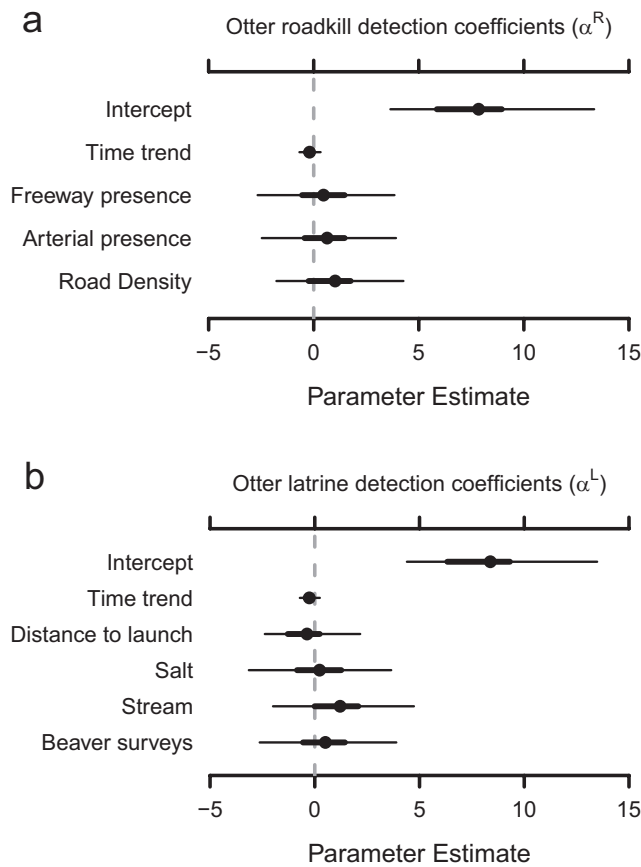 a
Otter roadkill detection coefficients (α^R)
−5 0 5 10 15
Intercept
Time trend
Freeway presence
Arterial presence
Road Density
Parameter Estimate
b
Otter latrine detection coefficients (α^L)
Intercept
Time trend
Distance to launch
Salt
Stream
Beaver surveys
−5 0 5 10 15
Parameter Estimate